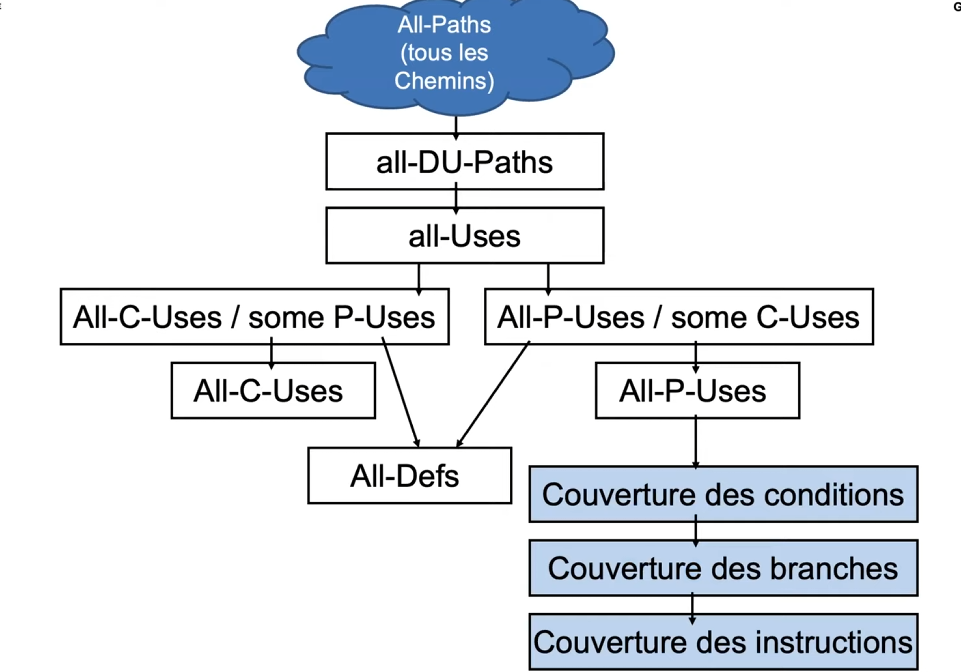 G
All-Paths
(tous les
Chemins)
all-DU-Paths
all-Uses
All-C-Uses / some P-Uses
All-P-Uses / some C-Uses
All-C-Uses
All-P-Uses
All-Defs
Couverture des conditions
Couverture des branches
Couverture des instructions